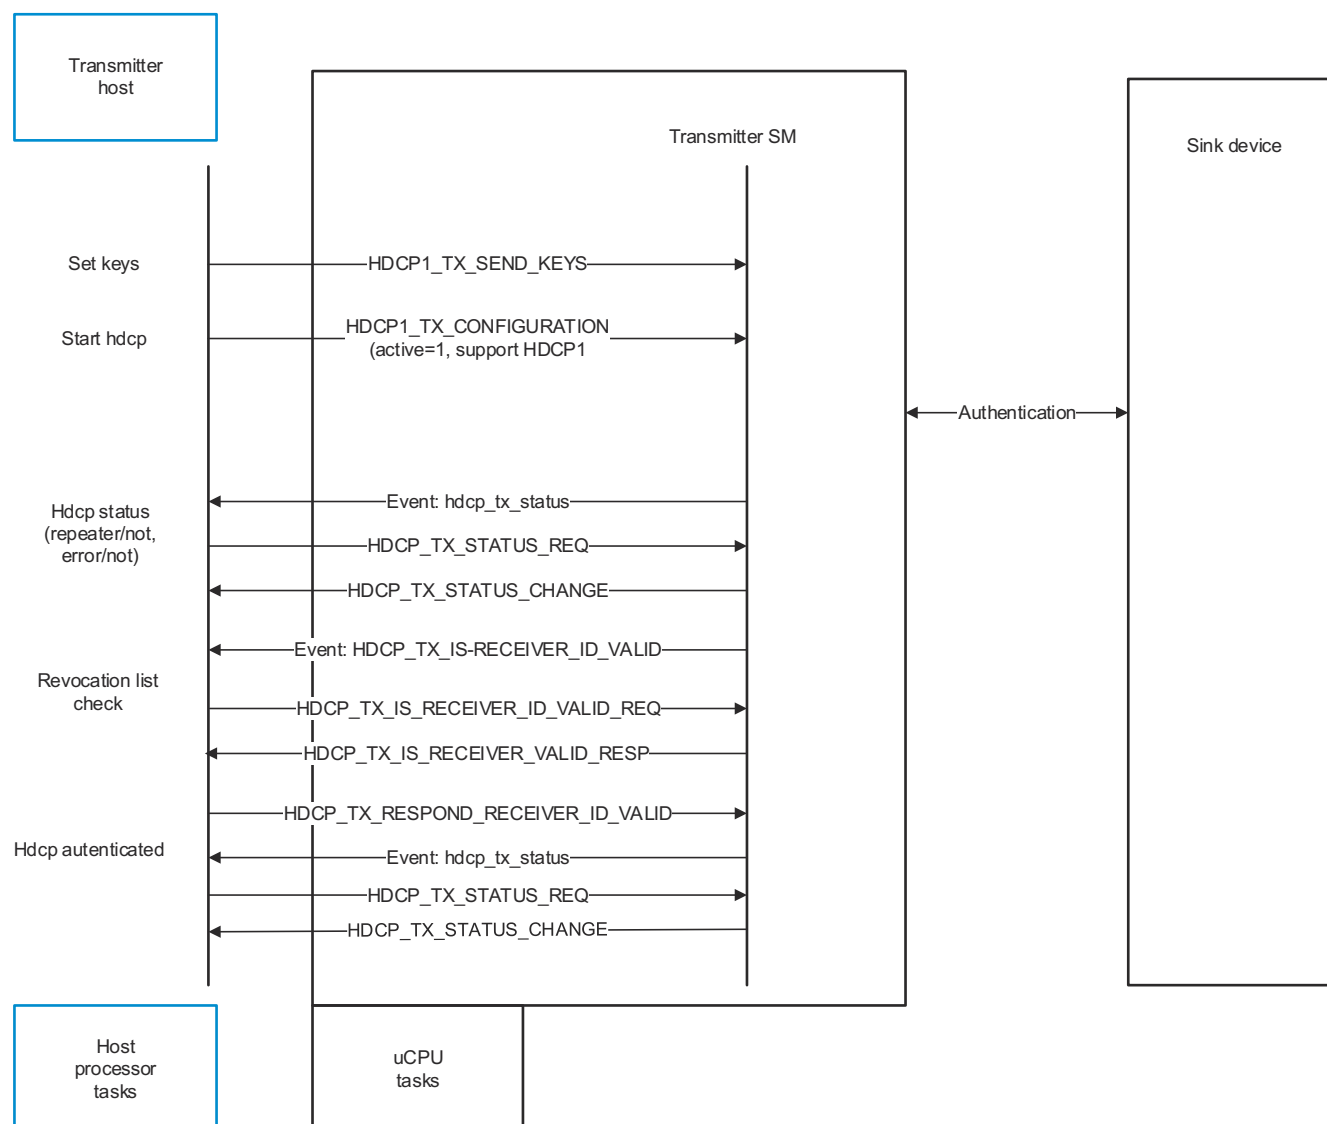 Transmitter
host
Transmitter SM
Sink device
Set keys
HDCP1_TX_SEND_KEYS
Start hdcp
HDCP1_TX_CONFIGURATION
(active=1, support HDCP1
Authentication
Hdcp status
(repeater/not,
error/not)
Event: hdcp_tx_status
HDCP_TX_STATUS_REQ
HDCP_TX_STATUS_CHANGE
Event: HDCP_TX_IS-RECEIVER_ID_VALID
Revocation list
check
HDCP_TX_IS_RECEIVER_ID_VALID_REQ
HDCP_TX_IS_RECEIVER_VALID_RESP
HDCP_TX_RESPOND_RECEIVER_ID_VALID
Hdcp autenticated
Event: hdcp_tx_status
HDCP_TX_STATUS_REQ
HDCP_TX_STATUS_CHANGE
Host
processor
tasks
uCPU
tasks